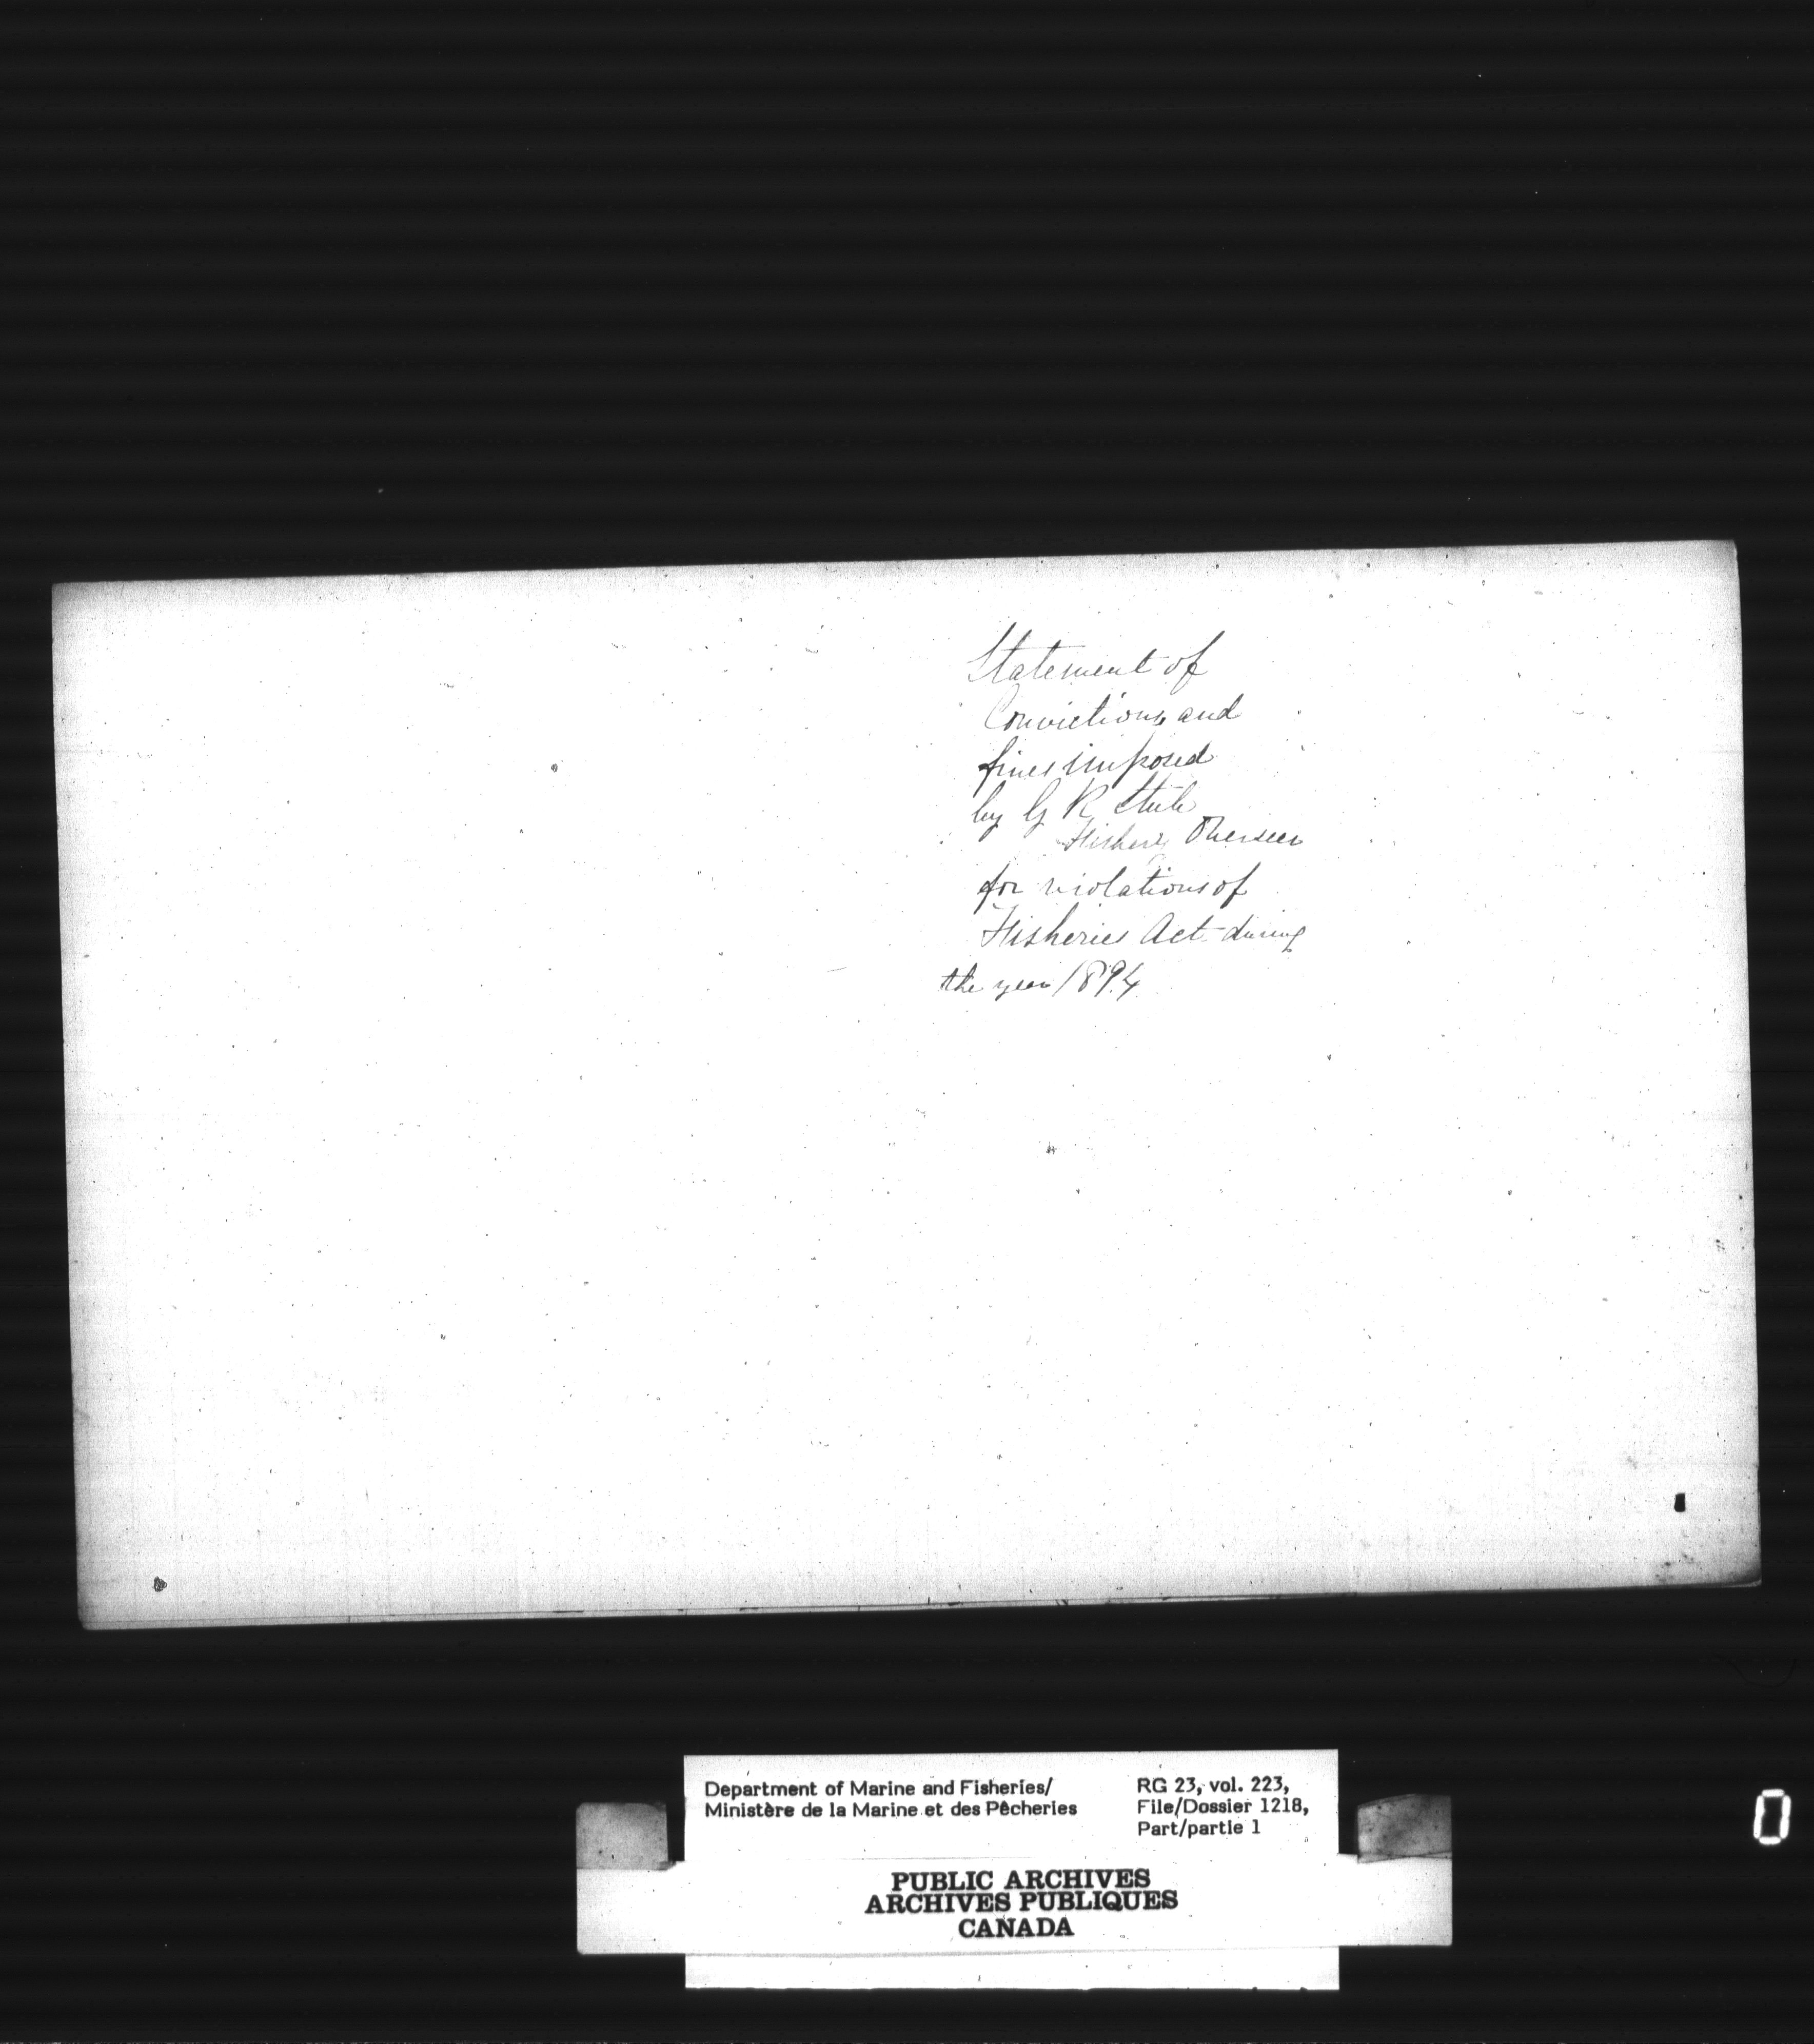 Statement of
Convictions and
fines imposed
by G R
Fishery Overseer
for violations of
Fisheries Act during
the year 1894
Department of Marine and Fisheries/
Ministère de la Marine et des Pêcheries
RG 23, vol. 223,
File/Dossier 1218,
Part/partie 1
PUBLIC ARCHIVES
ARCHIVES PUBLIQUES
CANADA
0